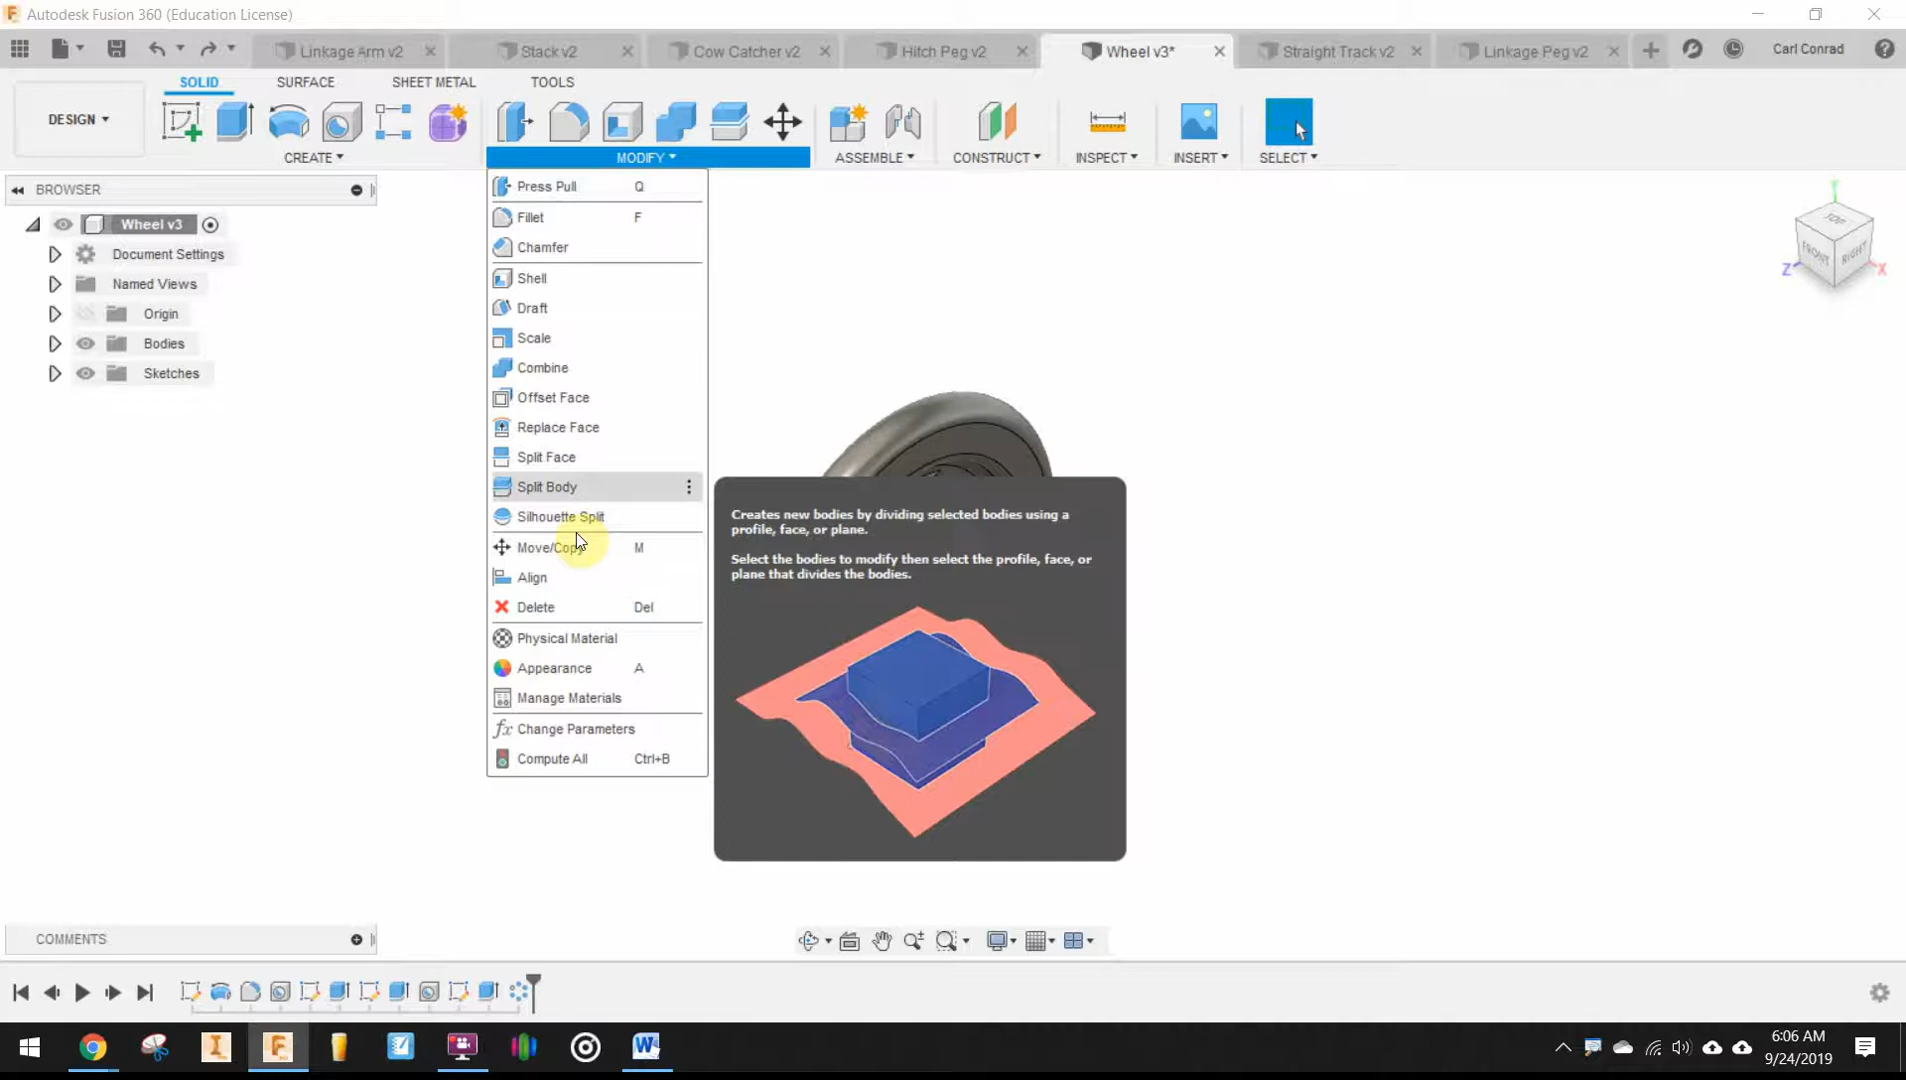 Autodesk Fusion 360 (Education License)
Linkage Arm v2
Stack v2
Cow Catcher v2
Hitch Peg v2
Wheel v3*
Straight Track v2
Linkage Peg v2
Carl Conrad
SOLID
SURFACE
SHEET METAL
TOOLS
DESIGN
CREATE
MODIFY
ASSEMBLE
CONSTRUCT
INSPECT
INSERT
SELECT
BROWSER
Wheel v3
Document Settings
Named Views
Origin
Bodies
Sketches
Press Pull Q
Fillet F
Chamfer
Shell
Draft
Scale
Combine
Offset Face
Replace Face
Split Face
Split Body
Silhouette Split
Move/Copy M
Align
Delete Del
Physical Material
Appearance A
Manage Materials
Change Parameters
Compute All Ctrl+B
Creates new bodies by dividing selected bodies using a
profile, face, or plane.
Select the bodies to modify then select the profile, face, or
plane that divides the bodies.
TOP
FRONT
RIGHT
Z
X
COMMENTS
6:06 AM
9/24/2019